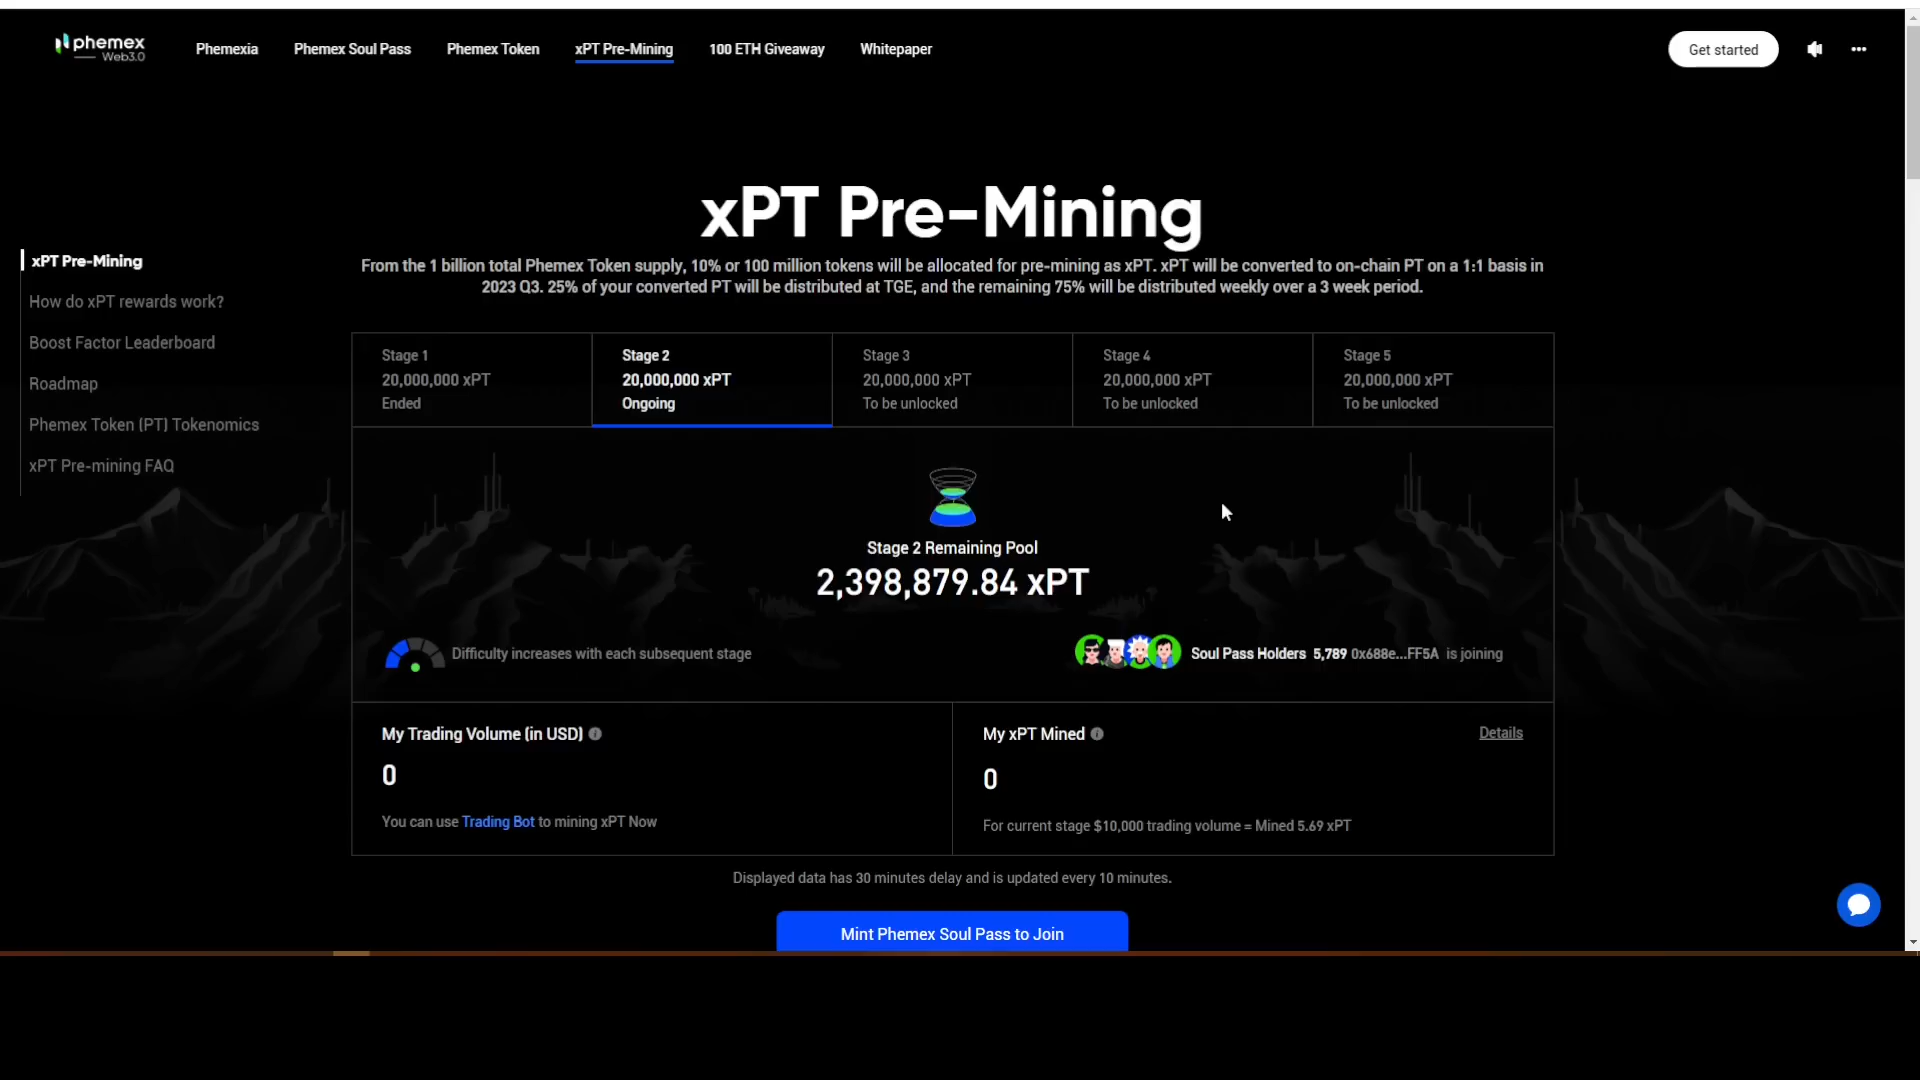 phemex
Web3.0
Phemexia
Phemex Soul Pass
Phemex Token
xPT Pre-Mining
100 ETH Giveaway
Whitepaper
Get started
xPT Pre-Mining
From the 1 billion total Phemex Token supply, 10% or 100 million tokens will be allocated for pre-mining as xPT. xPT will be converted to on-chain PT on a 1:1 basis in
2023 Q3. 25% of your converted PT will be distributed at TGE, and the remaining 75% will be distributed weekly over a 3 week period.
xPT Pre-Mining
How do xPT rewards work?
Boost Factor Leaderboard
Roadmap
Phemex Token (PT) Tokenomics
xPT Pre-mining FAQ
Stage 1
20,000,000 xPT
Ended
Stage 2
20,000,000 xPT
Ongoing
Stage 3
20,000,000 xPT
To be unlocked
Stage 4
20,000,000 xPT
To be unlocked
Stage 5
20,000,000 xPT
To be unlocked
Stage 2 Remaining Pool
2,398,879.84 xPT
Difficulty increases with each subsequent stage
Soul Pass Holders 5,789 0x688e...FF5A is joining
My Trading Volume (in USD)
0
You can use Trading Bot to mining xPT Now
My xPT Mined
Details
0
For current stage $10,000 trading volume = Mined 5.69 xPT
Displayed data has 30 minutes delay and is updated every 10 minutes.
Mint Phemex Soul Pass to Join